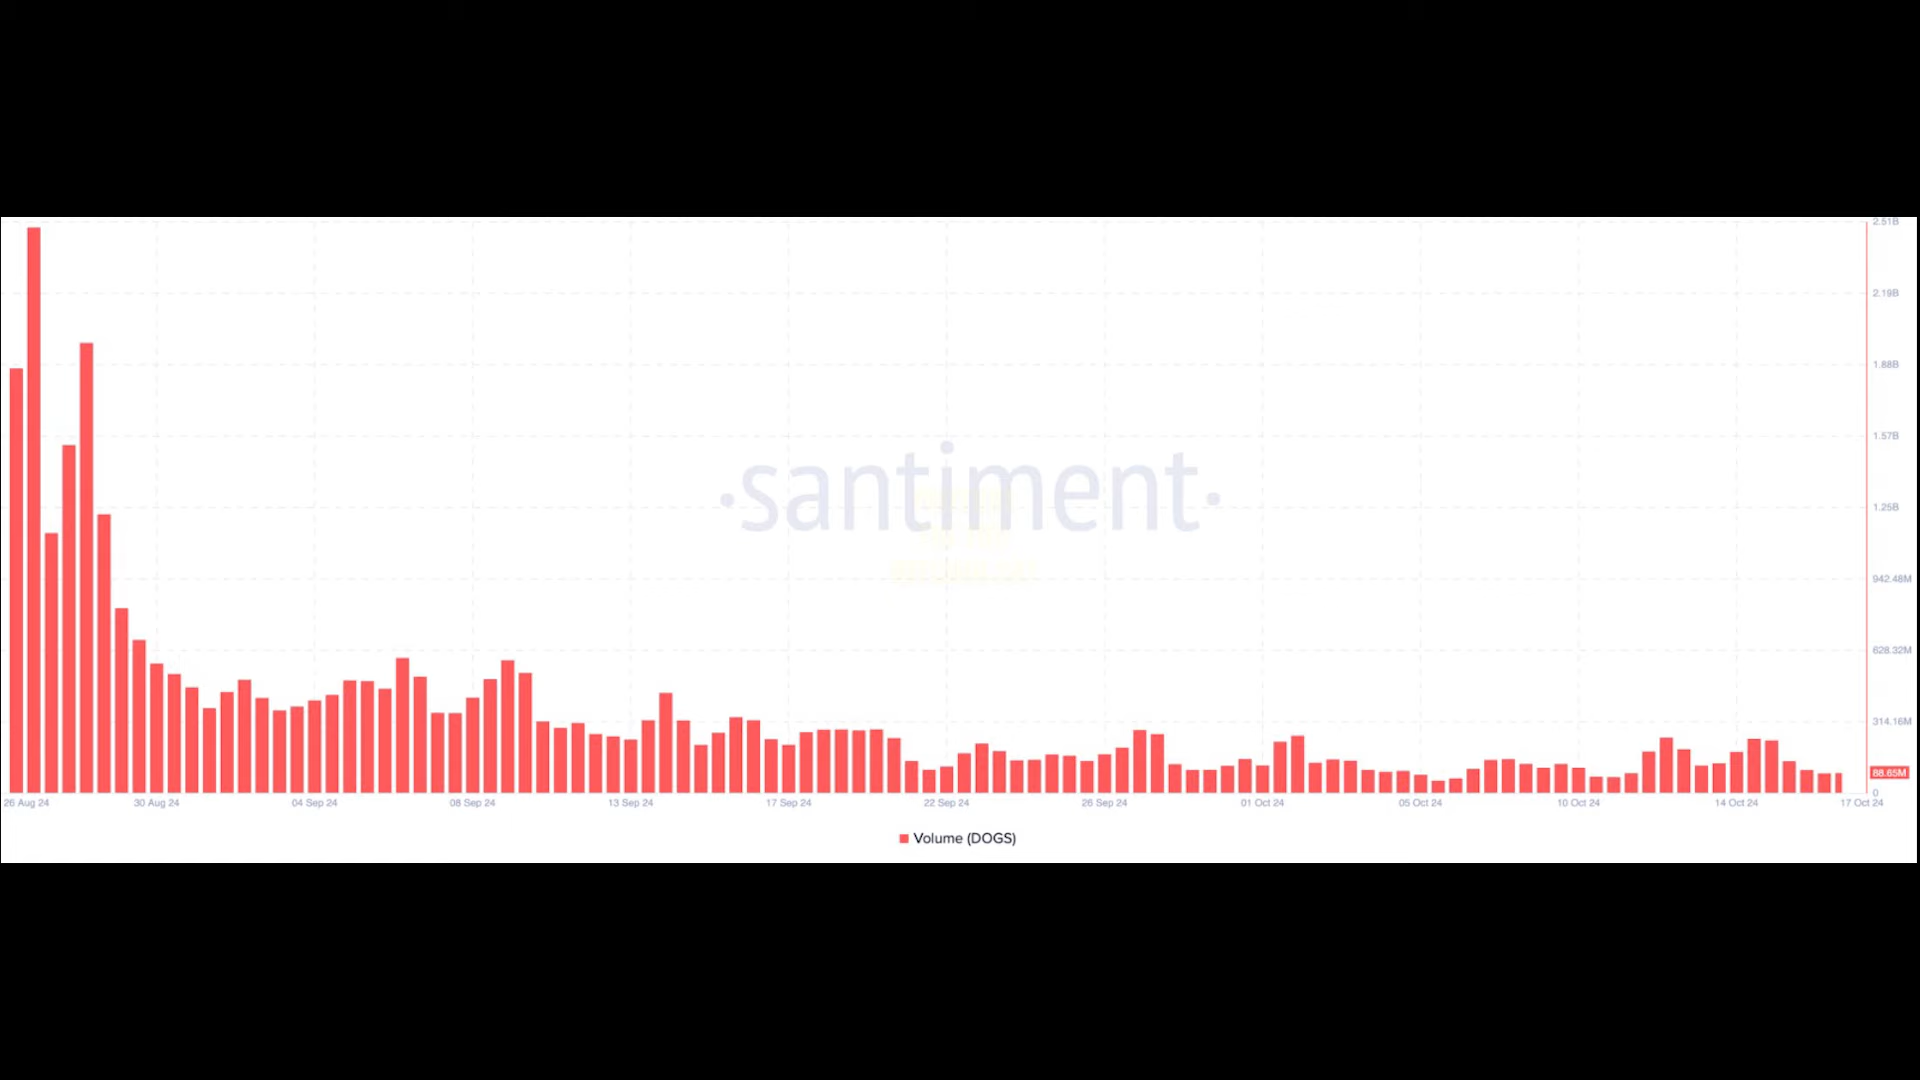 2.51B
2.19B
1.88B
1.57B
·santiment·
1.25B
942.48M
628.32M
314.16M
88.65M
0
26 Aug 24 30 Aug 24 04 Sep 24 08 Sep 24 13 Sep 24 17 Sep 24 22 Sep 24 26 Sep 24 01 Oct 24 05 Oct 24 10 Oct 24 14 Oct 24 17 Oct 24
Volume (DOGS)